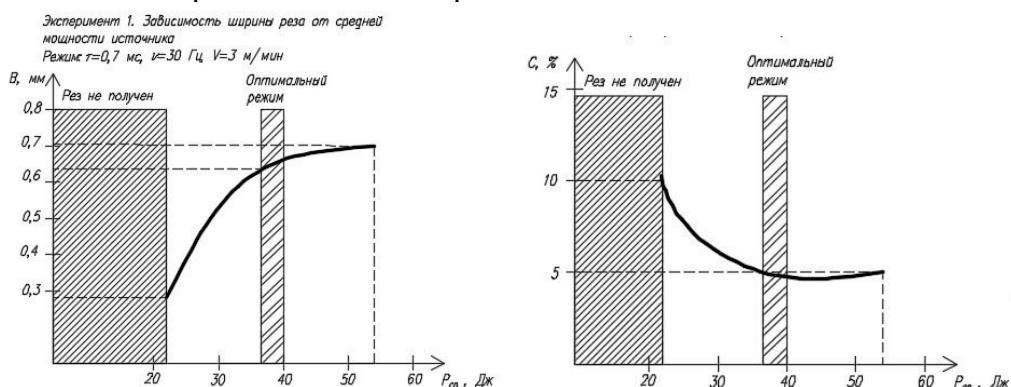 Эксперимент 1. Зависимость ширины реза от средней
мощности источника
Режим: τ=0,7 мс, ν=30 Гц, V=3 м/мин
B, мм
Рез не получен
Оптимальный
режим
0,8
0,7
0,6
0,5
0,4
0,3
20 30 40 50 60 Pср., Дж
C, %
Рез не получен
Оптимальный
режим
15
10
5
20 30 40 50 60 Pср., Дж